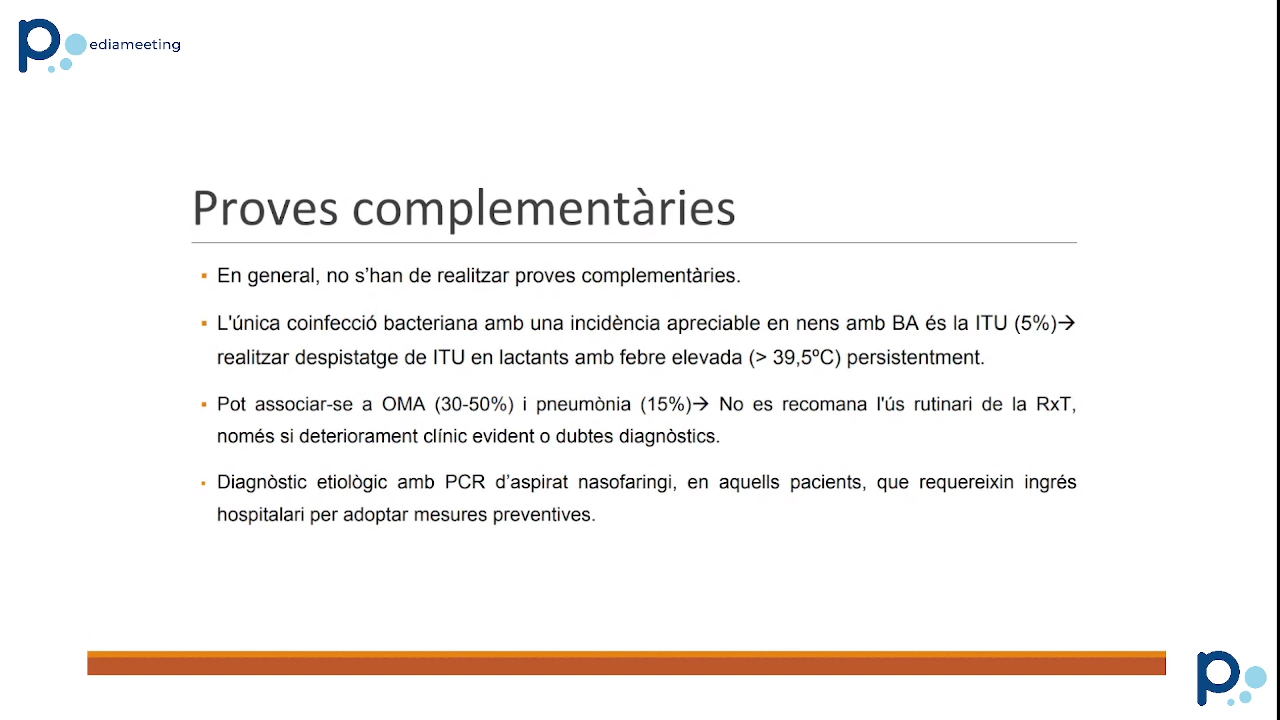 ediameeting
Proves complementàries
▪ En general, no s'han de realitzar proves complementàries.
▪ L'única coinfecció bacteriana amb una incidència apreciable en nens amb BA és la ITU (5%)→
realitzar despistatge de ITU en lactants amb febre elevada (> 39,5ºC) persistentment.
▪ Pot associar-se a OMA (30-50%) i pneumònia (15%)→ No es recomana l'ús rutinari de la RxT,
només si deteriorament clínic evident o dubtes diagnòstics.
▪ Diagnòstic etiològic amb PCR d'aspirat nasofaringi, en aquells pacients, que requereixin ingrés
hospitalari per adoptar mesures preventives.